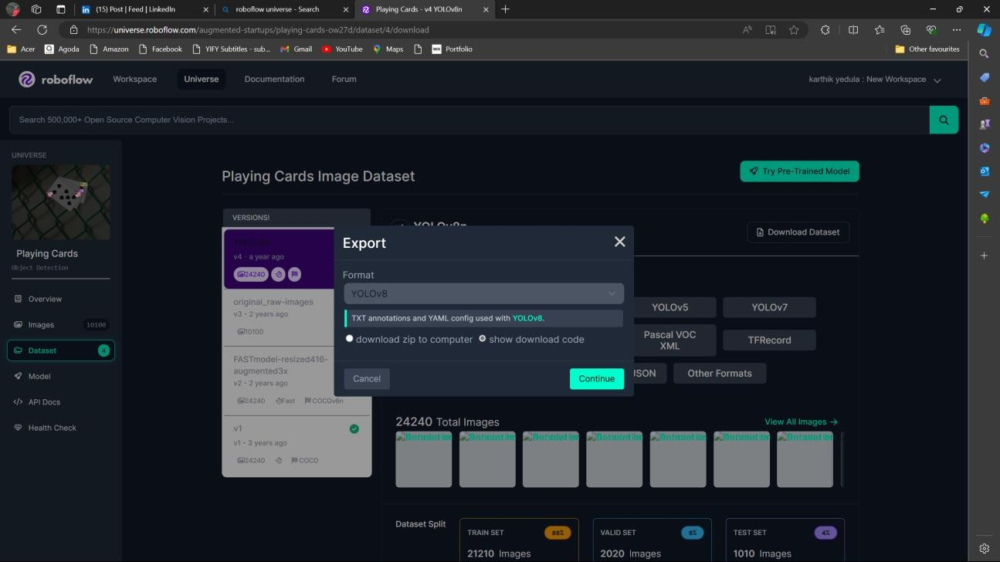 (15) Post | Feed | LinkedIn
roboflow universe - Search
Playing Cards - v4 YOLOv8n
https://universe.roboflow.com/augmented-startups/playing-cards-ow27d/dataset/4/download
Acer
Agoda
Amazon
Facebook
YIFY Subtitles - sub...
Gmail
YouTube
Maps
Portfolio
Other favourites
roboflow
Workspace
Universe
Documentation
Forum
karthik yedula : New Workspace
Search 500,000+ Open Source Computer Vision Projects...
UNIVERSE
Playing Cards
Object Detection
Overview
Images 10100
Dataset 4
Model
API Docs
Health Check
Playing Cards Image Dataset
Try Pre-Trained Model
VERSIONS!
YOLOv8n
v4 · a year ago
24240
original_raw-images
v3 · 2 years ago
10100
FASTmodel-resized416-
augmented3x
v2 · 2 years ago
24240 Fast COCOv6n
v1
v1 · 3 years ago
24240 COCO
YOLOv8n
Download Dataset
Export
Format
YOLOv8
TXT annotations and YAML config used with YOLOv8.
download zip to computer show download code
Cancel
Continue
YOLOv5
YOLOv7
Pascal VOC
XML
TFRecord
JSON
Other Formats
24240 Total Images
View All Images →
Dataset Split
TRAIN SET 88%
21210 Images
VALID SET 8%
2020 Images
TEST SET 4%
1010 Images